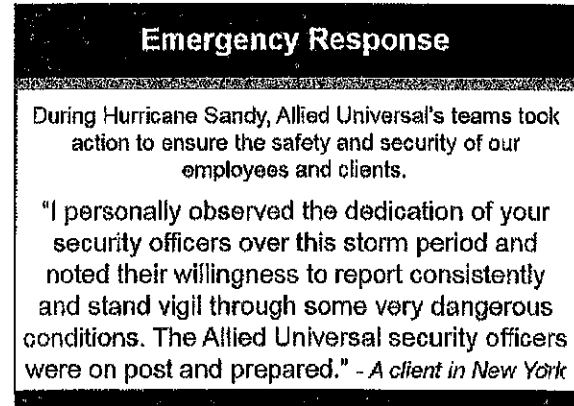 Emergency Response
During Hurricane Sandy, Allied Universal's teams took
action to ensure the safety and security of our
employees and clients.
"I personally observed the dedication of your
security officers over this storm period and
noted their willingness to report consistently
and stand vigil through some very dangerous
conditions. The Allied Universal security officers
were on post and prepared." - A client in New York